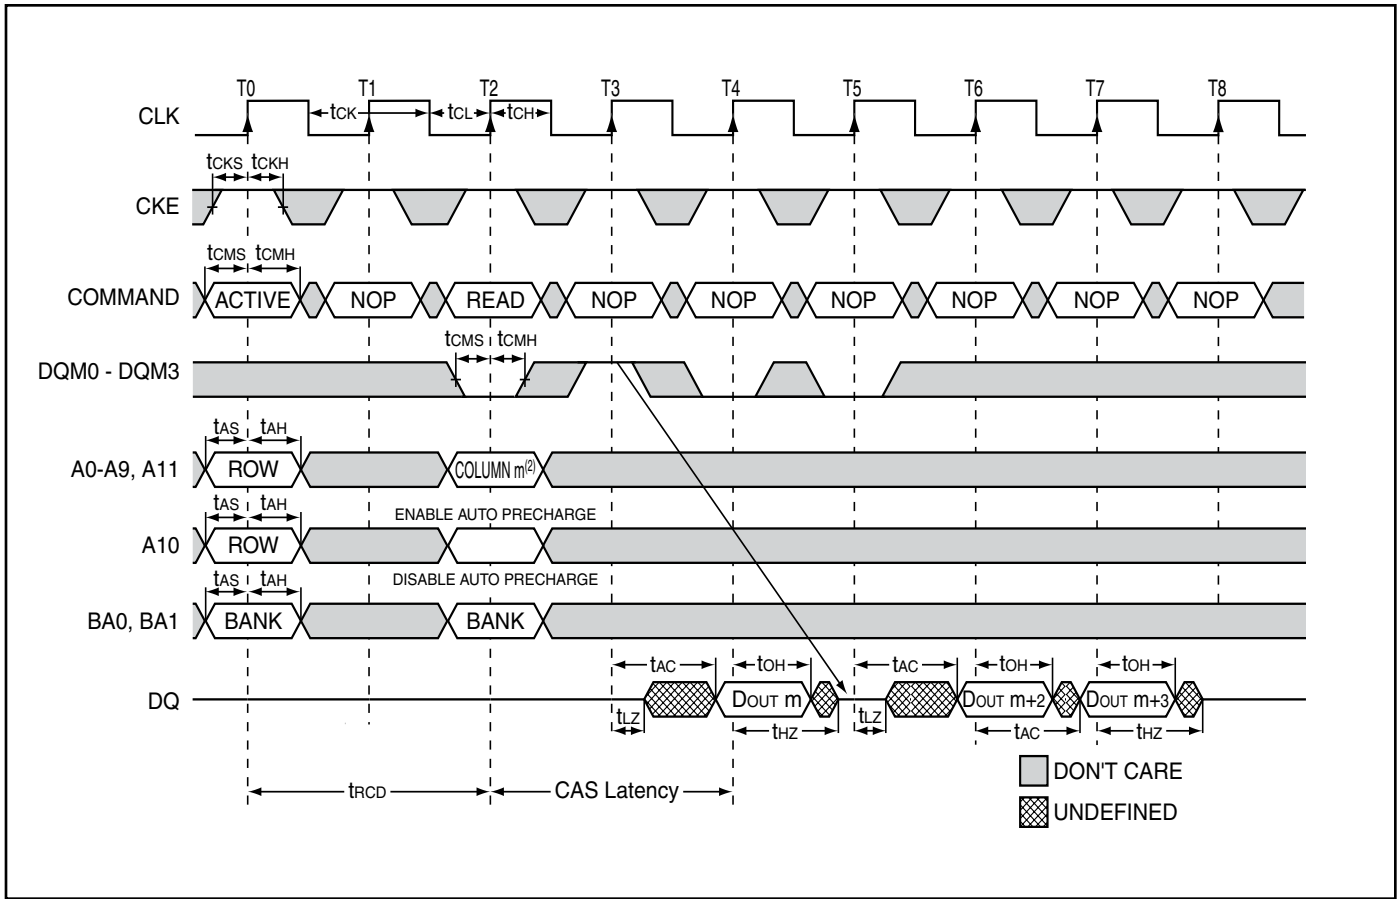 T0 T1 T2 T3 T4 T5 T6 T7 T8
CLK tCK tCL tCH
tCKS tCKH
CKE
tCMS tCMH
COMMAND ACTIVE NOP READ NOP NOP NOP NOP NOP NOP
tCMS tCMH
DQM0 - DQM3
tAS tAH
A0-A9, A11 ROW COLUMN m(2)
tAS tAH ENABLE AUTO PRECHARGE
A10 ROW
tAS tAH DISABLE AUTO PRECHARGE
BA0, BA1 BANK BANK
tAC tOH tAC tOH tOH
DQ DOUT m DOUT m+2 DOUT m+3
tLZ tHZ tLZ tAC tHZ
DON'T CARE
tRCD CAS Latency
UNDEFINED